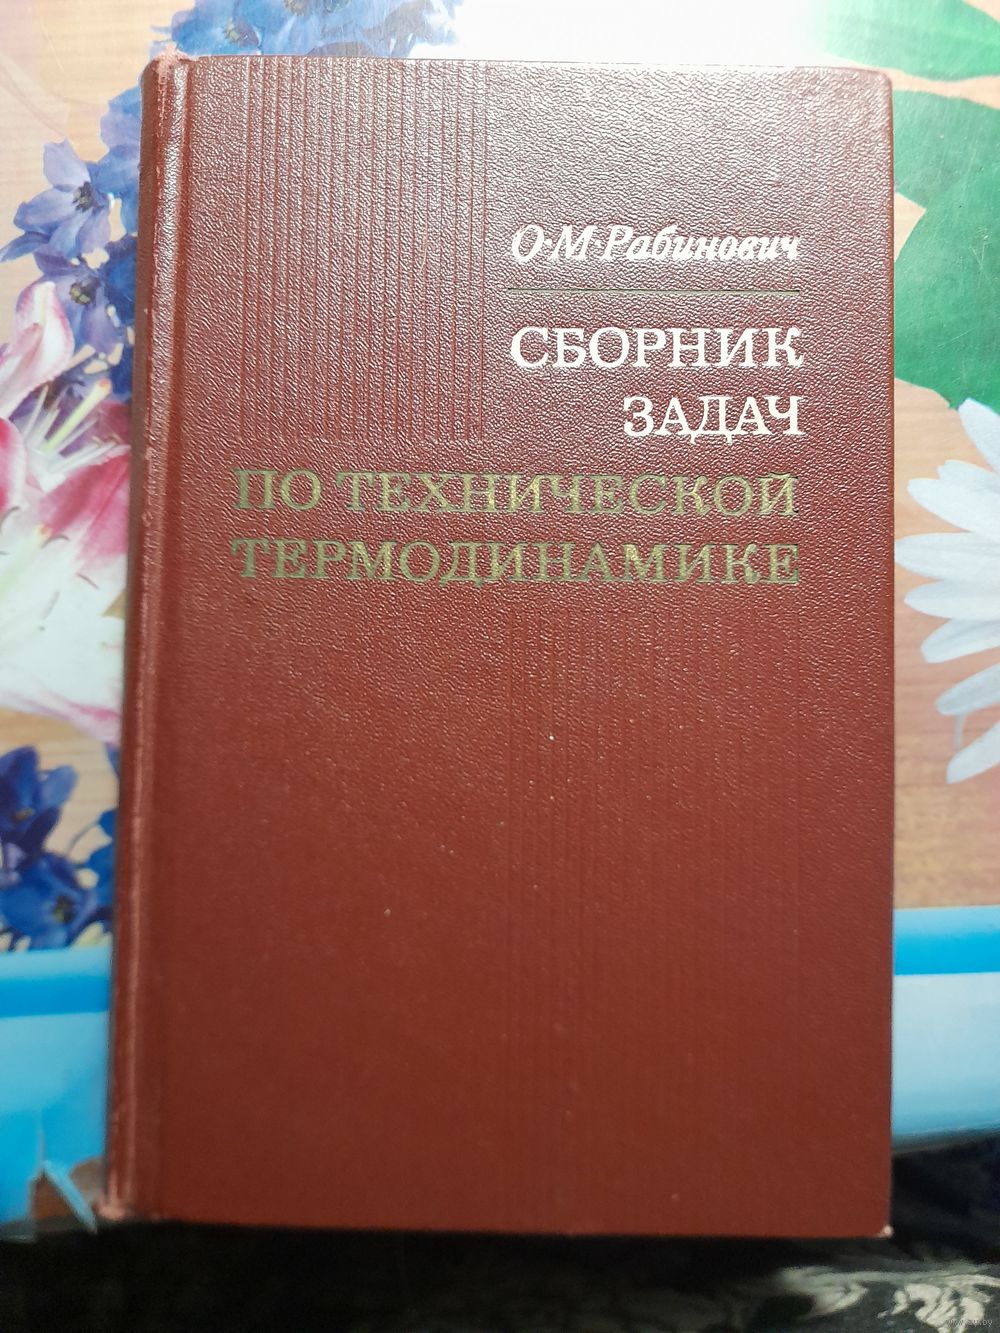 О·М·Рабинович
СБОРНИК
ЗАДАЧ
ПО ТЕХНИЧЕСКОЙ
ТЕРМОДИНАМИКЕ